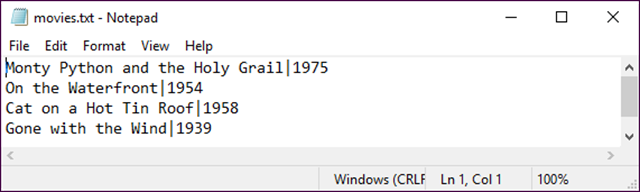 movies.txt - Notepad
File Edit Format View Help
Monty Python and the Holy Grail|1975
On the Waterfront|1954
Cat on a Hot Tin Roof|1958
Gone with the Wind|1939
Windows (CRLF Ln 1, Col 1 100%